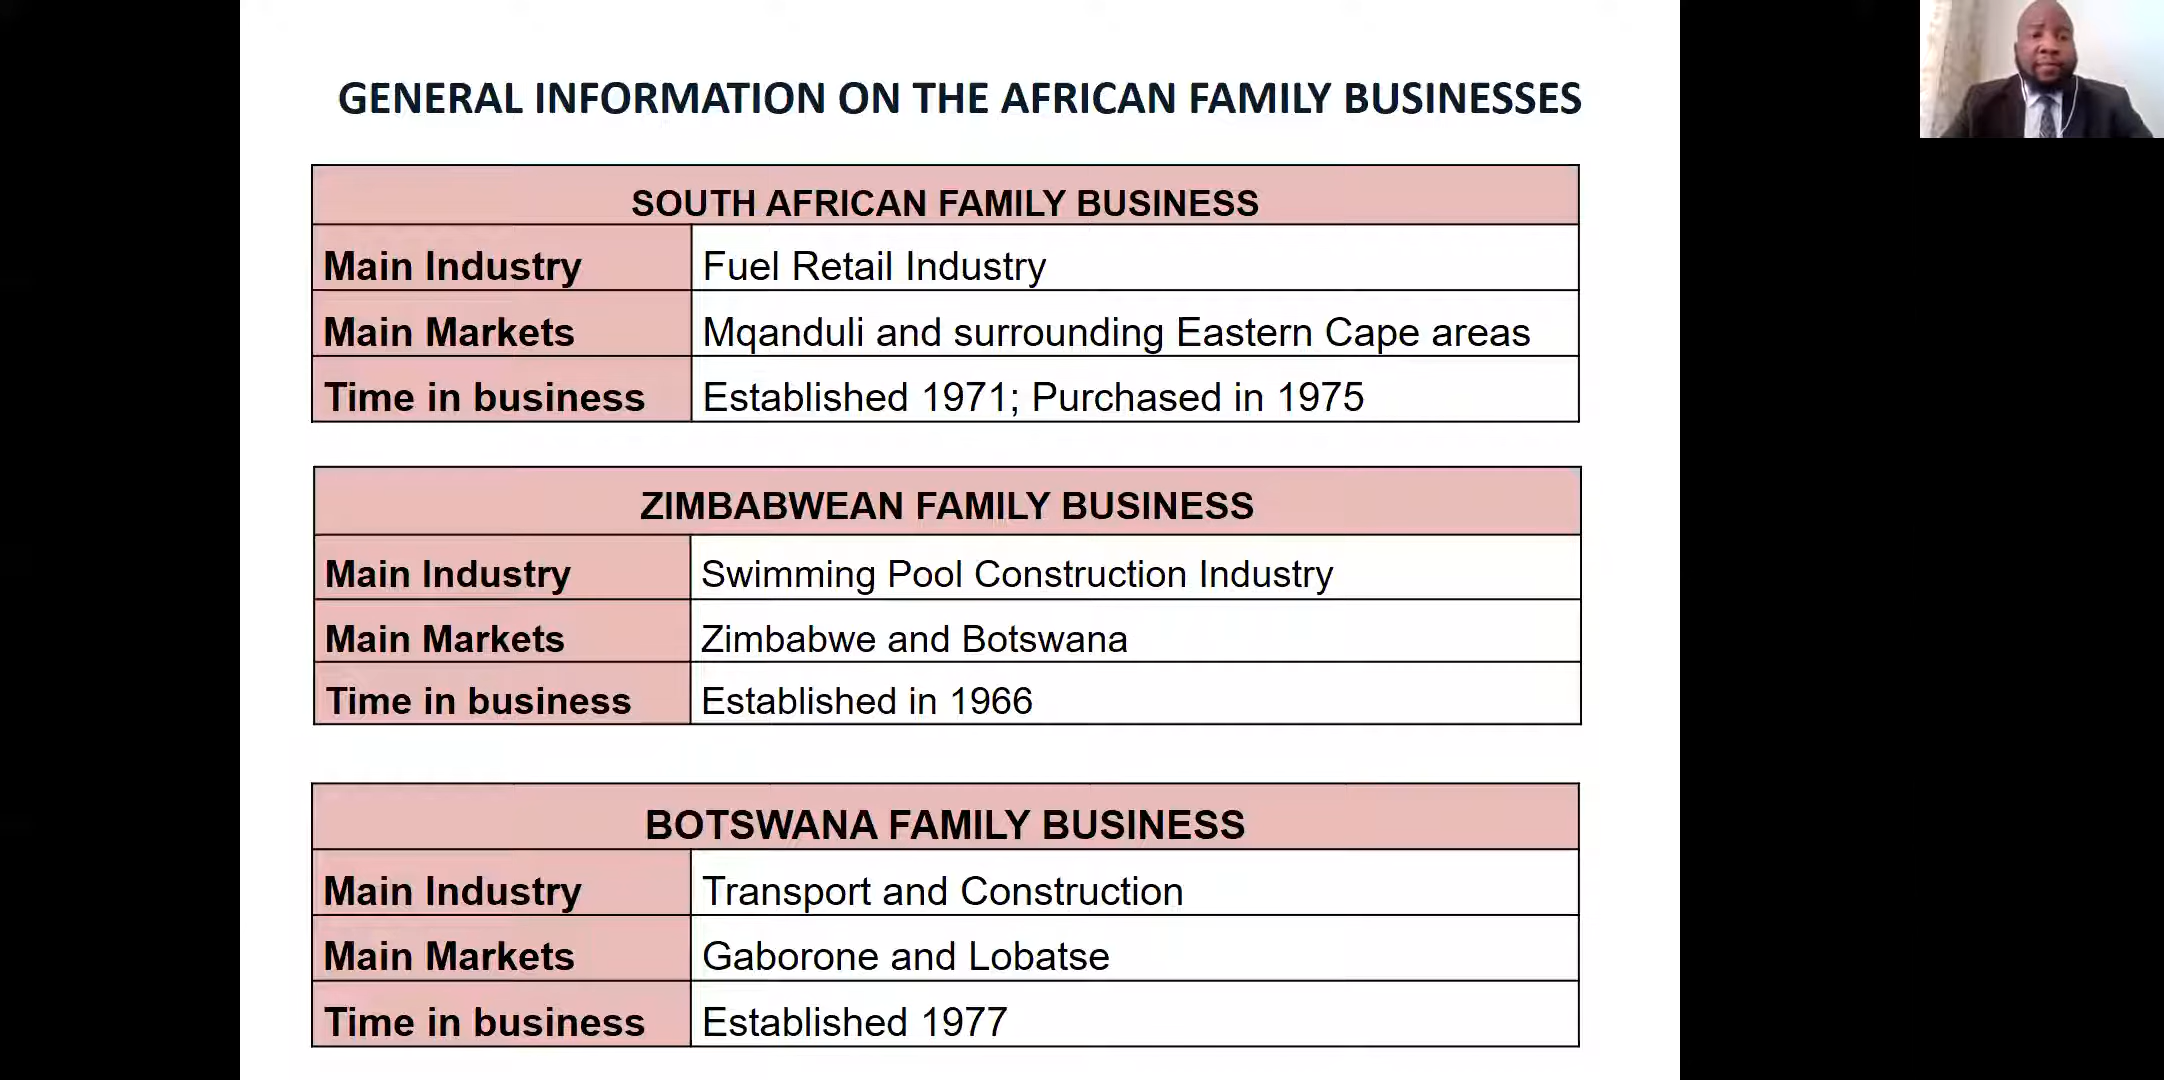 GENERAL INFORMATION ON THE AFRICAN FAMILY BUSINESSES
SOUTH AFRICAN FAMILY BUSINESS
Main Industry Fuel Retail Industry
Main Markets Mqanduli and surrounding Eastern Cape areas
Time in business Established 1971; Purchased in 1975
ZIMBABWEAN FAMILY BUSINESS
Main Industry Swimming Pool Construction Industry
Main Markets Zimbabwe and Botswana
Time in business Established in 1966
BOTSWANA FAMILY BUSINESS
Main Industry Transport and Construction
Main Markets Gaborone and Lobatse
Time in business Established 1977